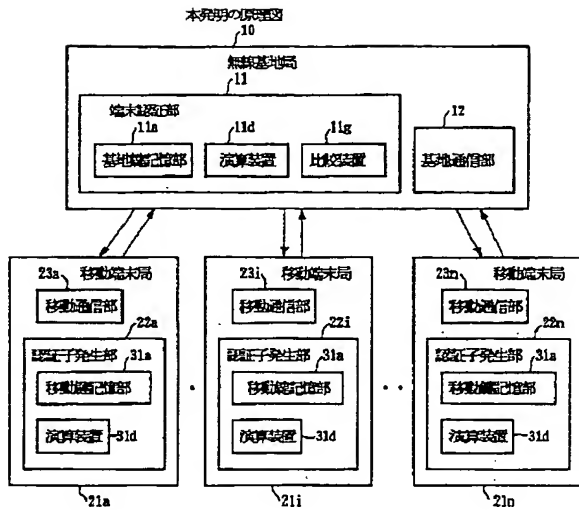 本発明の原理図
10
無線基地局
11
端末認証部
11a
11d
11g
12
基地鍵記憶部
演算装置
比較装置
基地通信部
23a
移動端末局
移動通信部
22a
認証子発生部
31a
移動鍵記憶部
演算装置
31d
21a
23i
移動端末局
移動通信部
22i
認証子発生部
31a
移動鍵記憶部
演算装置
31d
21i
23n
移動端末局
移動通信部
22n
認証子発生部
31a
移動鍵記憶部
演算装置
31d
21n